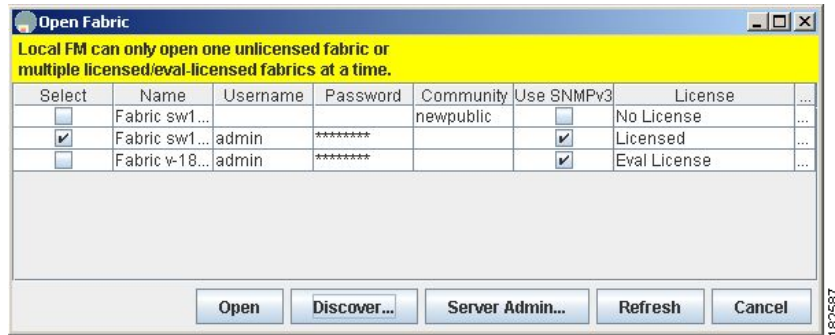 Open Fabric
Local FM can only open one unlicensed fabric or
multiple licensed/eval-licensed fabrics at a time.
Select Name Username Password Community Use SNMPv3 License ...
Fabric sw1... newpublic No License ...
Fabric sw1... admin ******** Licensed ...
Fabric v-18... admin ******** Eval License ...
Open Discover... Server Admin... Refresh Cancel